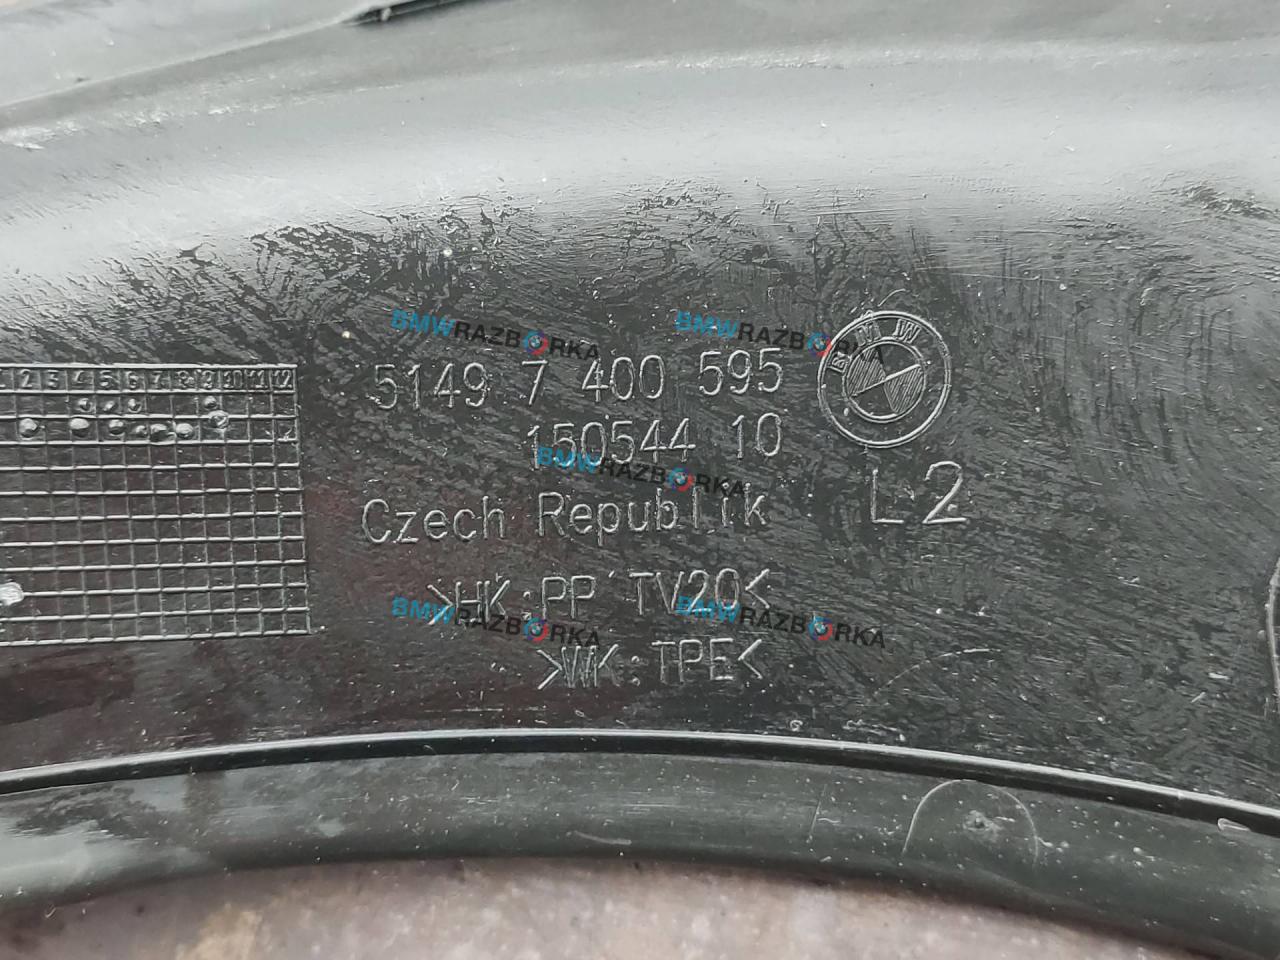 BMWRAZBORKA BMWRAZBORKA
BMW
5149 7 400 595
1 2 3 4 5 6 7 8 9 10 11 12
150544 10
BMWRAZBORKA
Czech Republik L2
>HK:PP TV20<
BMWRAZBORKA BMWRAZBORKA
>WK:TPE<